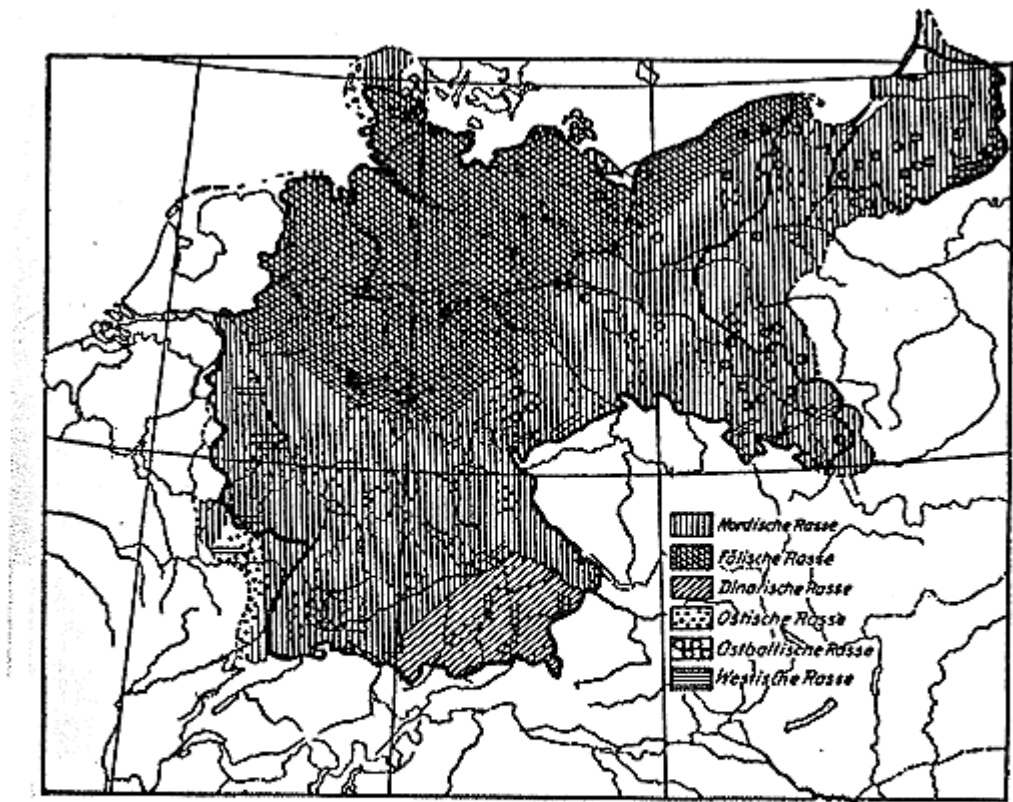 Nordische Rasse
Fälische Rasse
Dinarische Rasse
Ostische Rasse
Ostbaltische Rasse
Westische Rasse